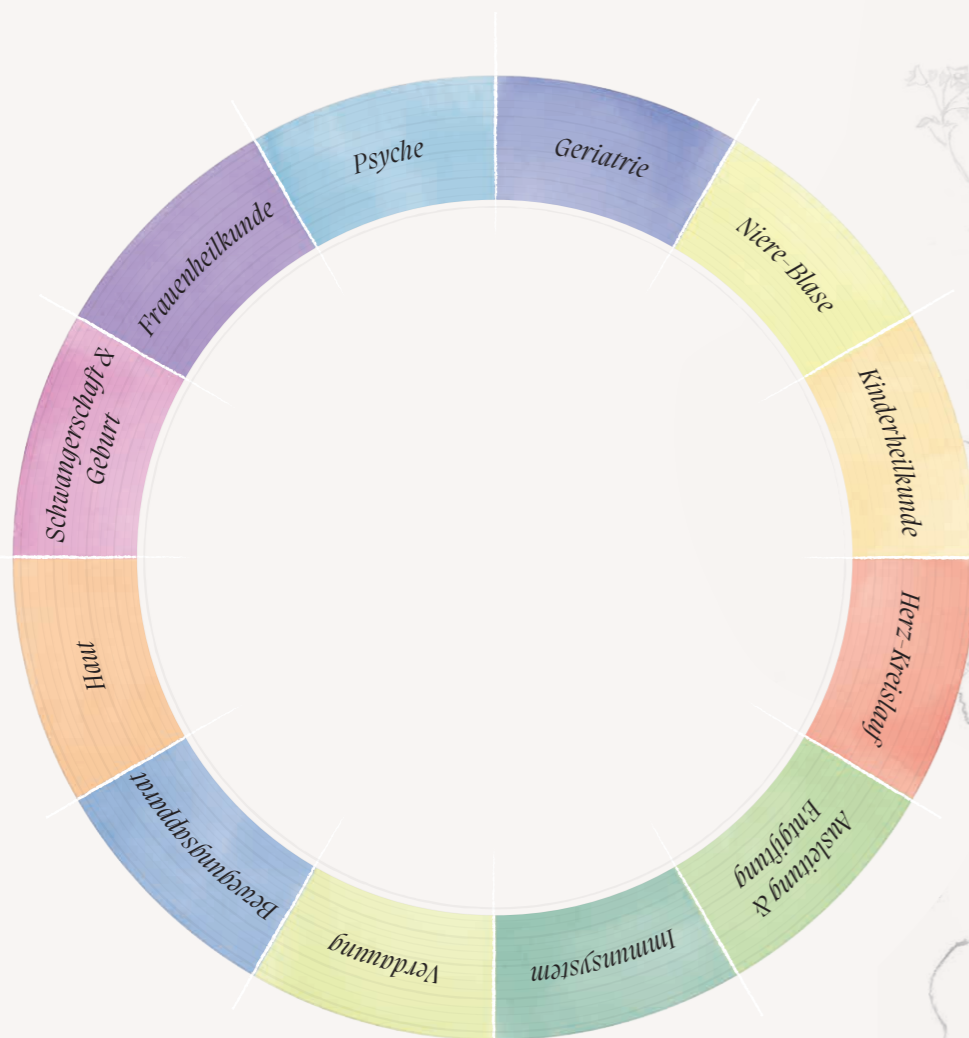 Geriatrie
Niere-Blase
Kinderheilkunde
Herz-Kreislauf
Ausleitung &
Entgiftung
Immunsystem
Verdauung
Bewegungsapparat
Haut
Schwangerschaft &
Geburt
Frauenheilkunde
Psyche